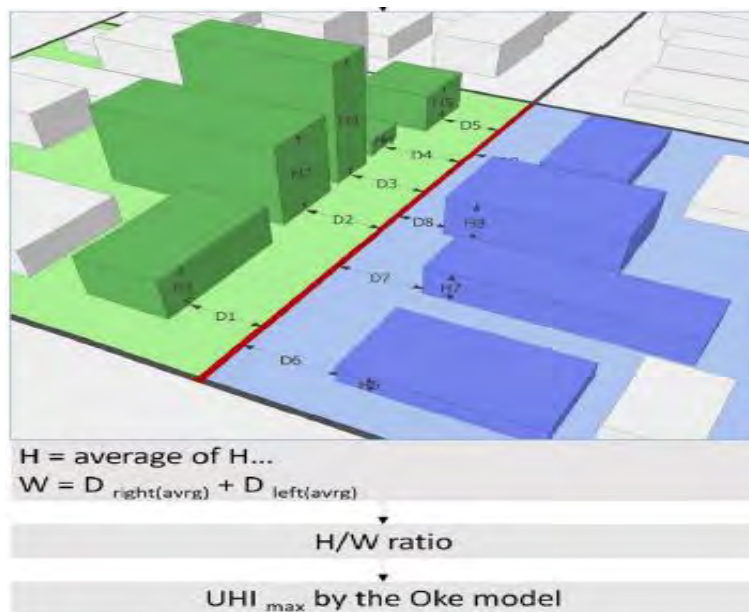 H5
D5
H3
H4
D4
H2
D3
D2
D8
H8
H1
D7
H7
D1
D6
H6
H = average of H...
W = D right(avrg) + D left(avrg)
H/W ratio
UHI max by the Oke model